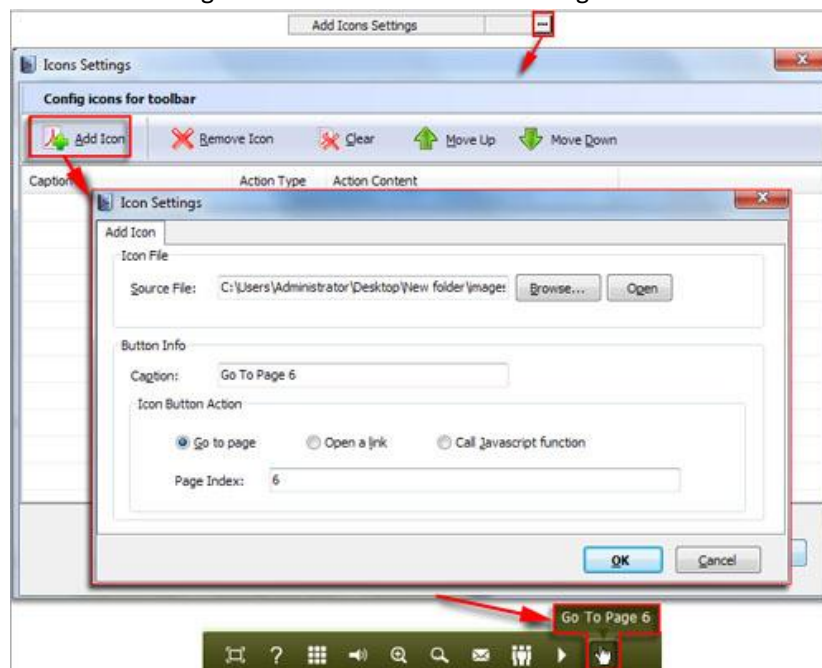 Add Icons Settings
Icons Settings
Config icons for toolbar
Add Icon Remove Icon Clear Move Up Move Down
Caption Action Type Action Content
Icon Settings
Add Icon
Icon File
Source File: C:\Users\Administrator\Desktop\New folder\images Browse... Open
Button Info
Caption: Go To Page 6
Icon Button Action
Go to page Open a link Call Javascript function
Page Index: 6
OK Cancel
Go To Page 6